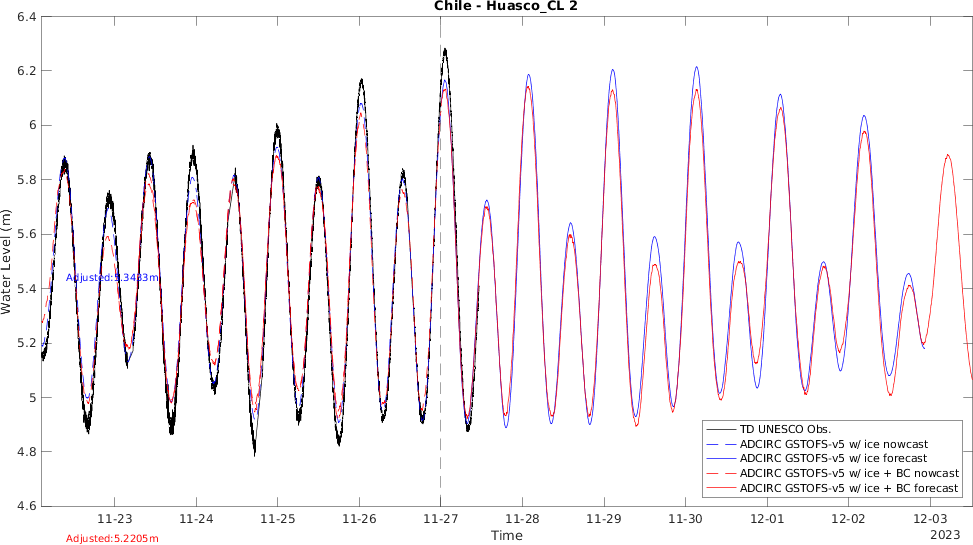 Chile - Huasco_CL 2
6.4
6.2
6
5.8
5.6
5.4
5.2
5
4.8
4.6
Water Level (m)
Adjusted:5.3483m
TD UNESCO Obs.
ADCIRC GSTOFS-v5 w/ ice nowcast
ADCIRC GSTOFS-v5 w/ ice forecast
ADCIRC GSTOFS-v5 w/ ice + BC nowcast
ADCIRC GSTOFS-v5 w/ ice + BC forecast
11-23 11-24 11-25 11-26 11-27 11-28 11-29 11-30 12-01 12-02 12-03
Adjusted:5.2205m
Time
2023